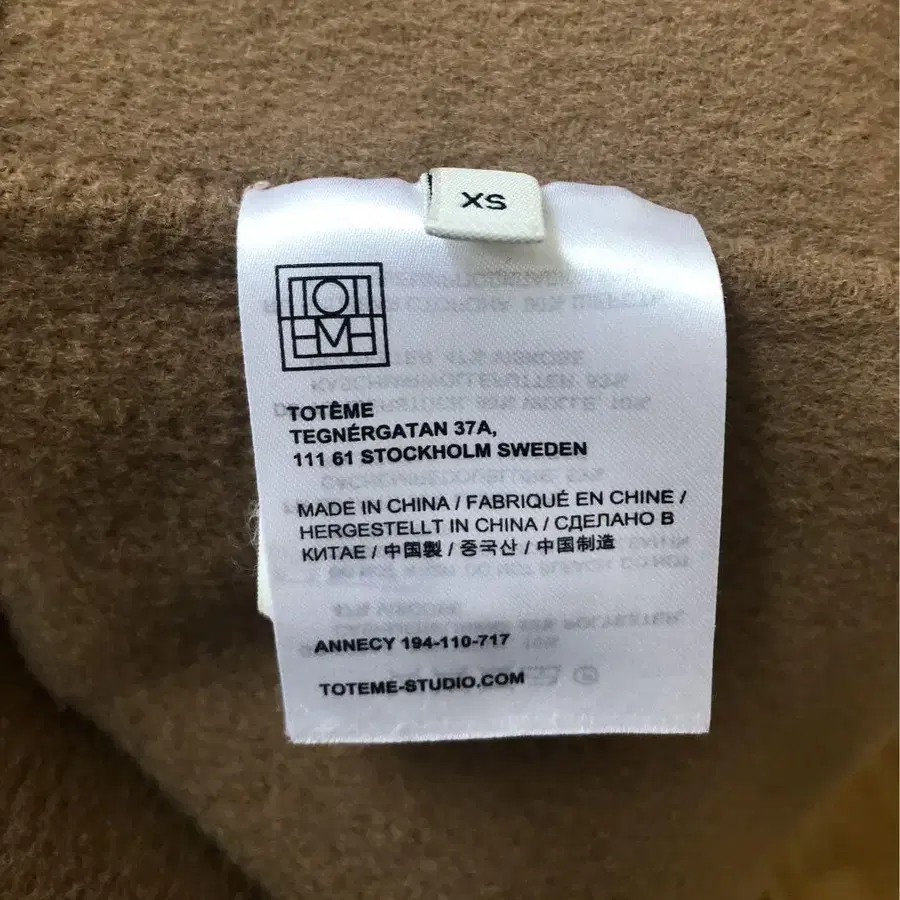 XS
TOTEME
TOTÊME
TEGNÉRGATAN 37A,
111 61 STOCKHOLM SWEDEN
MADE IN CHINA / FABRIQUÉ EN CHINE /
HERGESTELLT IN CHINA / СДЕЛАНО В
КИТАЕ / 中国製 / 중국산 / 中国制造
ANNECY 194-110-717
TOTEME-STUDIO.COM